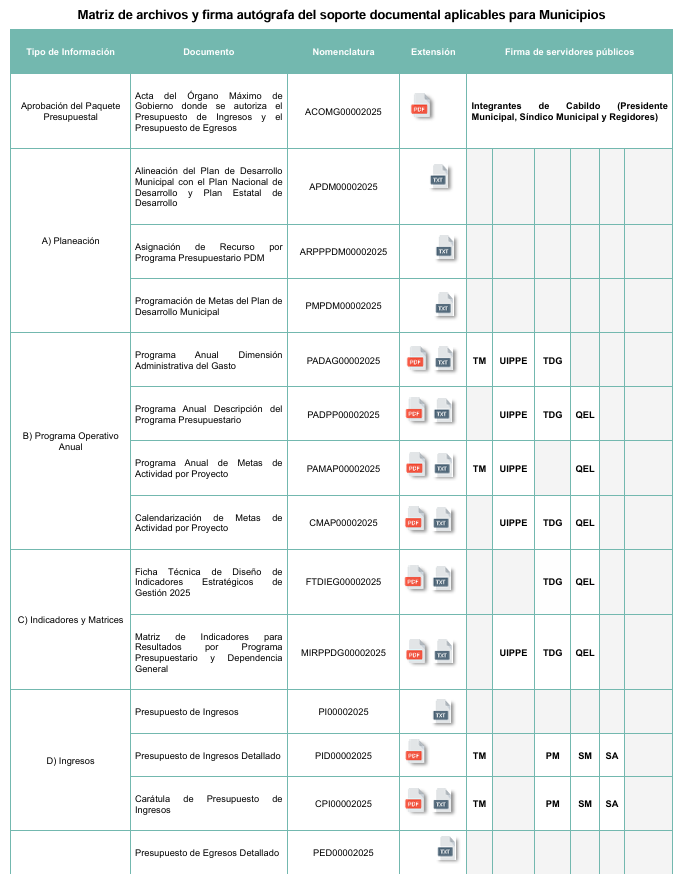 Matriz de archivos y firma autógrafa del soporte documental aplicables para Municipios
Tipo de Información Documento Nomenclatura Extensión Firma de servidores públicos
Aprobación del Paquete
Presupuestal
Acta del Órgano Máximo de
Gobierno donde se autoriza el
Presupuesto de Ingresos y el
Presupuesto de Egresos
ACOMG00002025
PDF
Integrantes de Cabildo (Presidente
Municipal, Síndico Municipal y Regidores)
A) Planeación
Alineación del Plan de Desarrollo
Municipal con el Plan Nacional de
Desarrollo y Plan Estatal de
Desarrollo
APDM00002025
TXT
Asignación de Recurso por
Programa Presupuestario PDM
ARPPPDM00002025
TXT
Programación de Metas del Plan de
Desarrollo Municipal
PMPDM00002025
TXT
B) Programa Operativo
Anual
Programa Anual Dimensión
Administrativa del Gasto
PADAG00002025
PDF TXT
TM UIPPE TDG
Programa Anual Descripción del
Programa Presupuestario
PADPP00002025
PDF TXT
UIPPE TDG QEL
Programa Anual de Metas de
Actividad por Proyecto
PAMAP00002025
PDF TXT
TM UIPPE QEL
Calendarización de Metas de
Actividad por Proyecto
CMAP00002025
PDF TXT
UIPPE TDG QEL
C) Indicadores y Matrices
Ficha Técnica de Diseño de
Indicadores Estratégicos de
Gestión 2025
FTDIEG00002025
PDF TXT
TDG QEL
Matriz de Indicadores para
Resultados por Programa
Presupuestario y Dependencia
General
MIRPPDG00002025
PDF TXT
UIPPE TDG QEL
D) Ingresos
Presupuesto de Ingresos
PI00002025
TXT
Presupuesto de Ingresos Detallado
PID00002025
PDF
TM PM SM SA
Carátula de Presupuesto de
Ingresos
CPI00002025
PDF TXT
TM PM SM SA
Presupuesto de Egresos Detallado
PED00002025
TXT